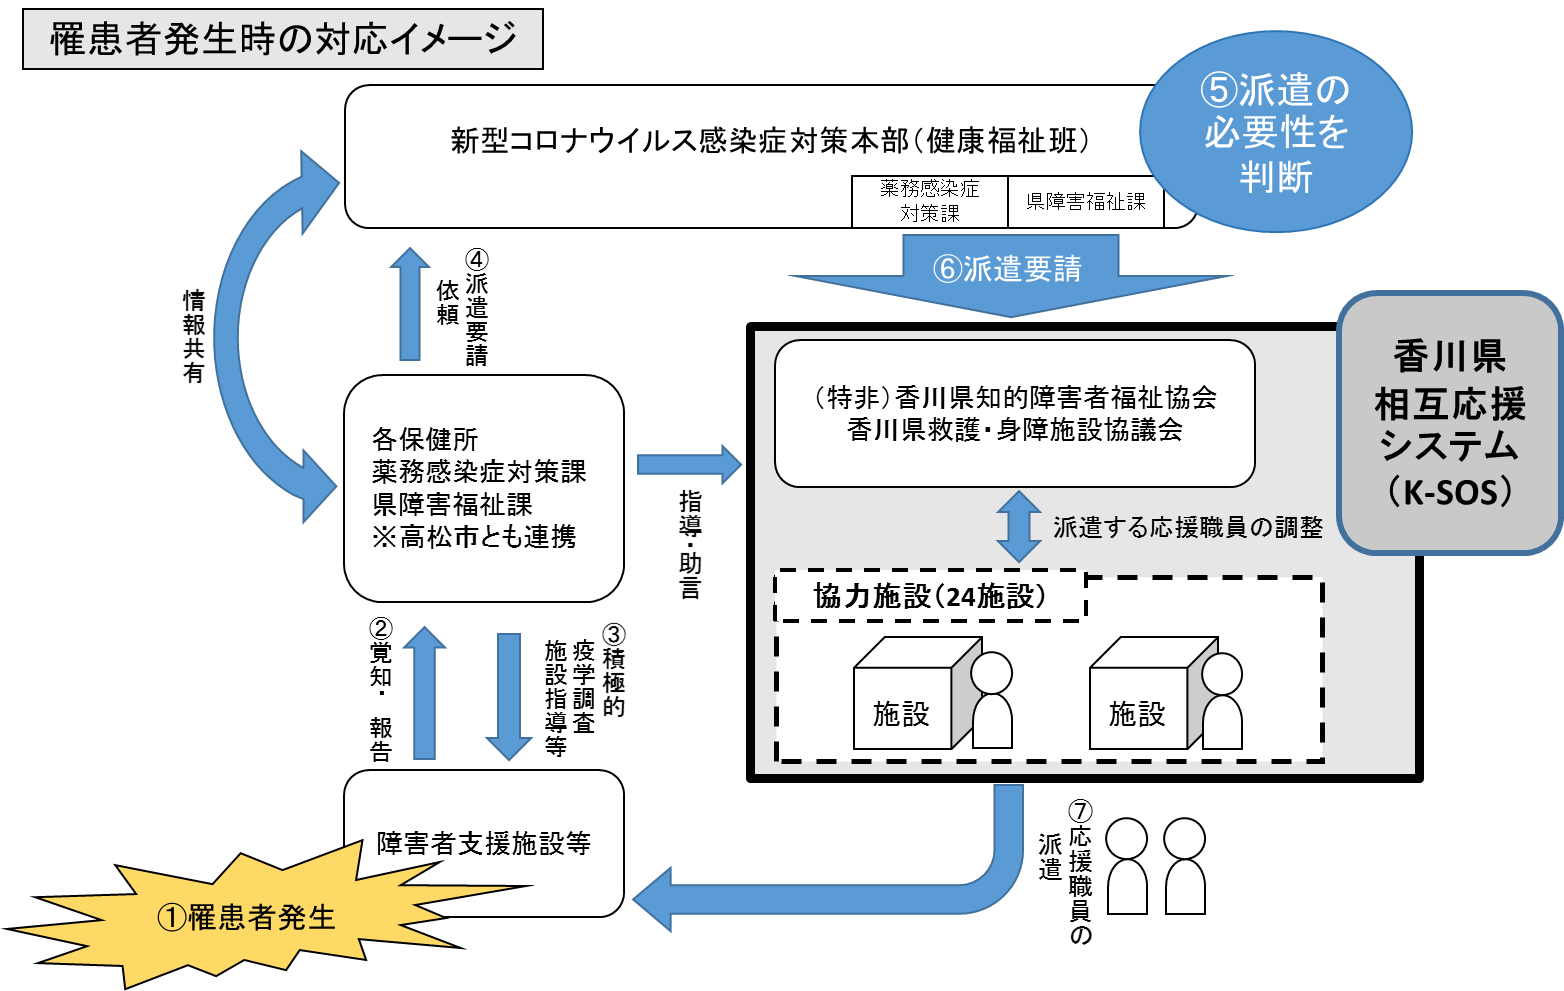 罹患者発生時の対応イメージ
新型コロナウイルス感染症対策本部（健康福祉班）
薬務感染症
対策課
県障害福祉課
⑤派遣の
必要性を
判断
⑥派遣要請
④派遣要請
依頼
情報共有
各保健所
薬務感染症対策課
県障害福祉課
※高松市とも連携
指導・助言
香川県
相互応援
システム
（K-SOS）
（特非）香川県知的障害者福祉協会
香川県救護・身障施設協議会
派遣する応援職員の調整
協力施設（24施設）
施設
施設
②覚知・報告
③積極的
疫学調査
施設指導等
障害者支援施設等
①罹患者発生
⑦応援職員の
派遣